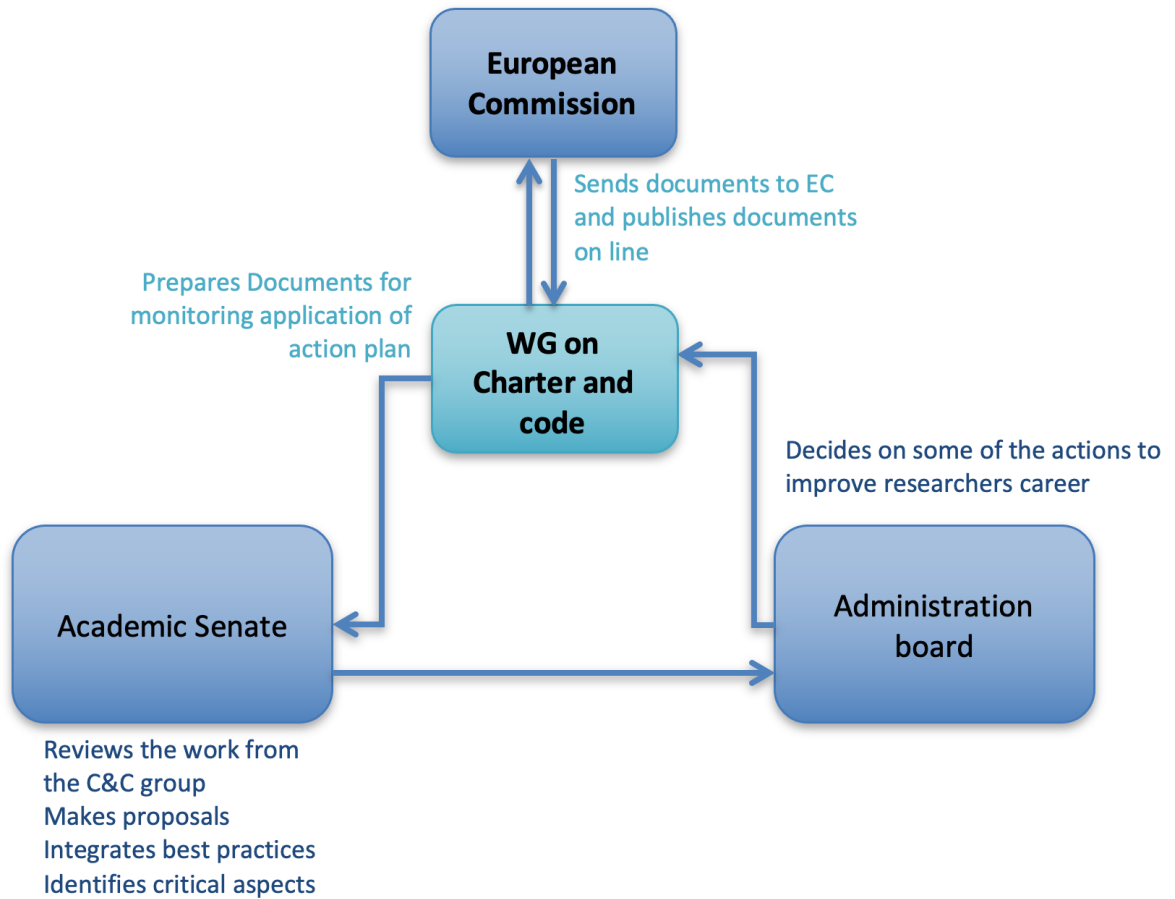 European
Commission
Sends documents to EC
and publishes documents
on line
Prepares Documents for
monitoring application of
action plan
WG on
Charter and
code
Decides on some of the actions to
improve researchers career
Academic Senate
Administration
board
Reviews the work from
the C&C group
Makes proposals
Integrates best practices
Identifies critical aspects